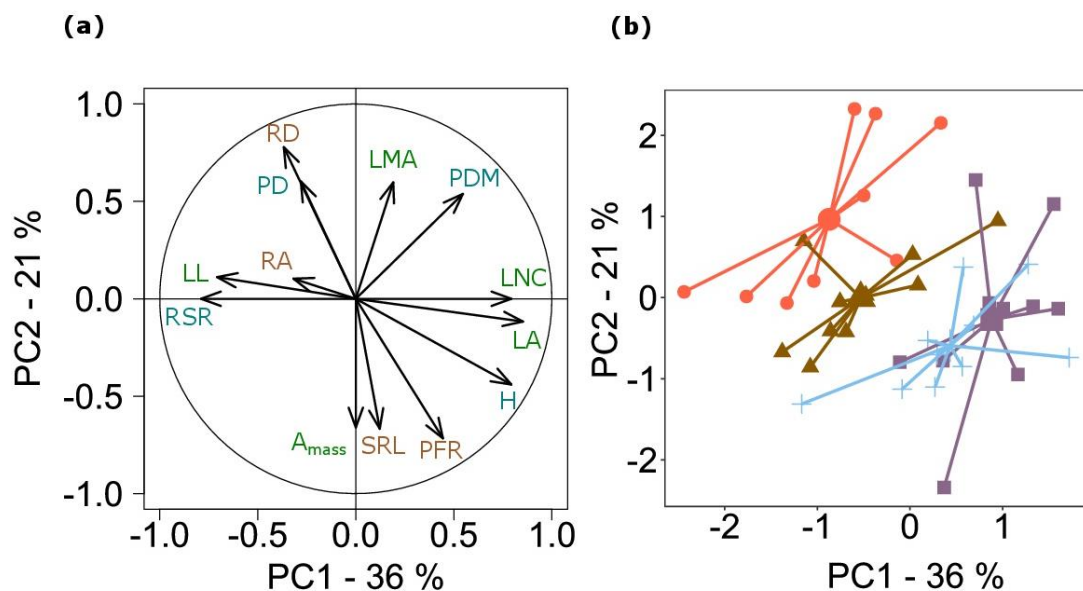 (a)
(b)
1.0
0.5
0.0
-0.5
-1.0
PC2 - 21 %
RD
PD
LMA
PDM
LL
RA
RSR
LNC
LA
H
Amass
SRL
PFR
-1.0 -0.5 0.0 0.5 1.0
PC1 - 36 %
2
1
0
-1
-2
PC2 - 21 %
-2 -1 0 1
PC1 - 36 %